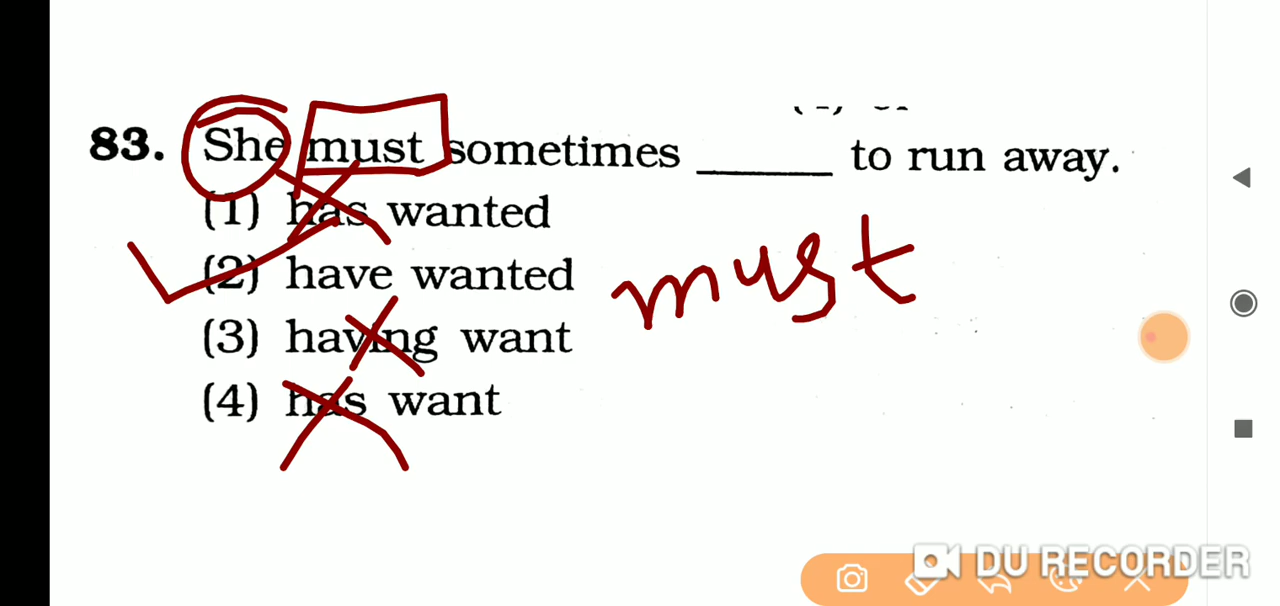 83. She must sometimes ______ to run away.
(1) has wanted
(2) have wanted
must
(3) having want
(4) has want
DU RECORDER